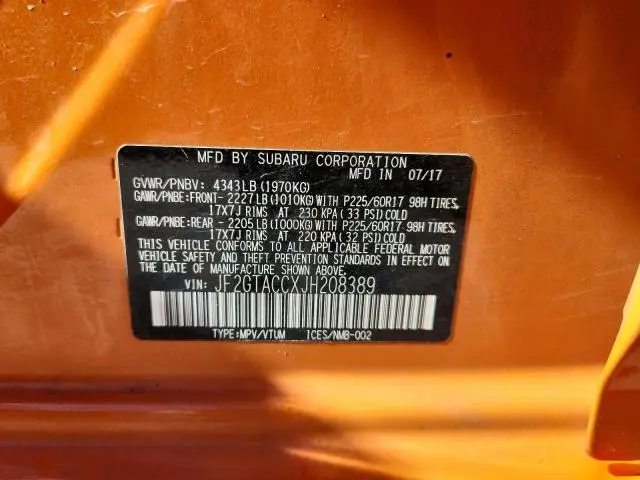 MFD BY SUBARU CORPORATION
MFD IN 07/17
GVWR/PNBV: 4343LB(1970KG)
GAWR/PNBE:FRONT- 2227LB(1010KG)WITH P225/60R17 98H TIRES,
17X7J RIMS AT 230 KPA( 33 PSI)COLD
GAWR/PNBE:REAR - 2205LB(1000KG)WITH P225/60R17 98H TIRES,
17X7J RIMS AT 220 KPA( 32 PSI)COLD
THIS VEHICLE CONFORMS TO ALL APPLICABLE FEDERAL MOTOR
VEHICLE SAFETY AND THEFT PREVENTION STANDARDS IN EFFECT
ON THE DATE OF MANUFACTURE SHOWN ABOVE.
VIN: JF2GTACCXJH208389
TYPE:MPV/VTUM ICES/NMB-002